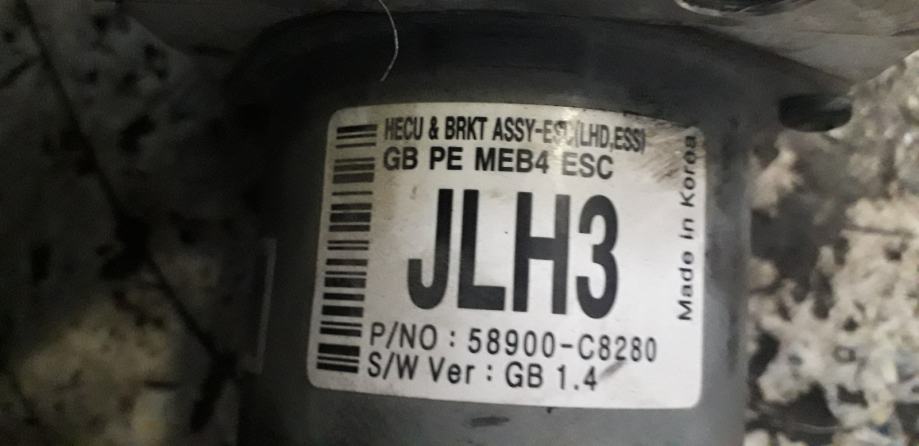 HECU & BRKT ASSY-ESC(LHD,ESS)
GB PE MEB4 ESC
JLH3
P/NO : 58900-C8280
S/W Ver : GB 1.4
Made in Korea